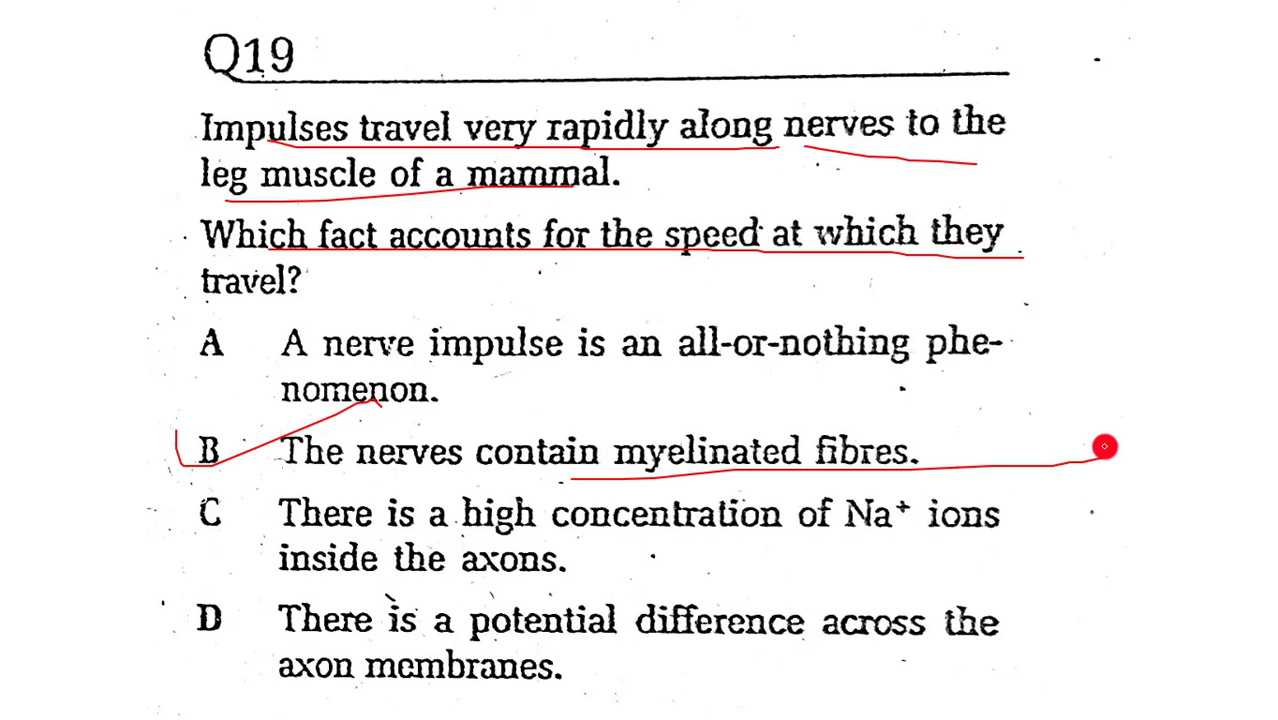 Q19
Impulses travel very rapidly along nerves to the
leg muscle of a mammal.
Which fact accounts for the speed at which they
travel?
A A nerve impulse is an all-or-nothing phe-
nomenon.
B The nerves contain myelinated fibres.
C There is a high concentration of Na⁺ ions
inside the axons.
D There is a potential difference across the
axon membranes.